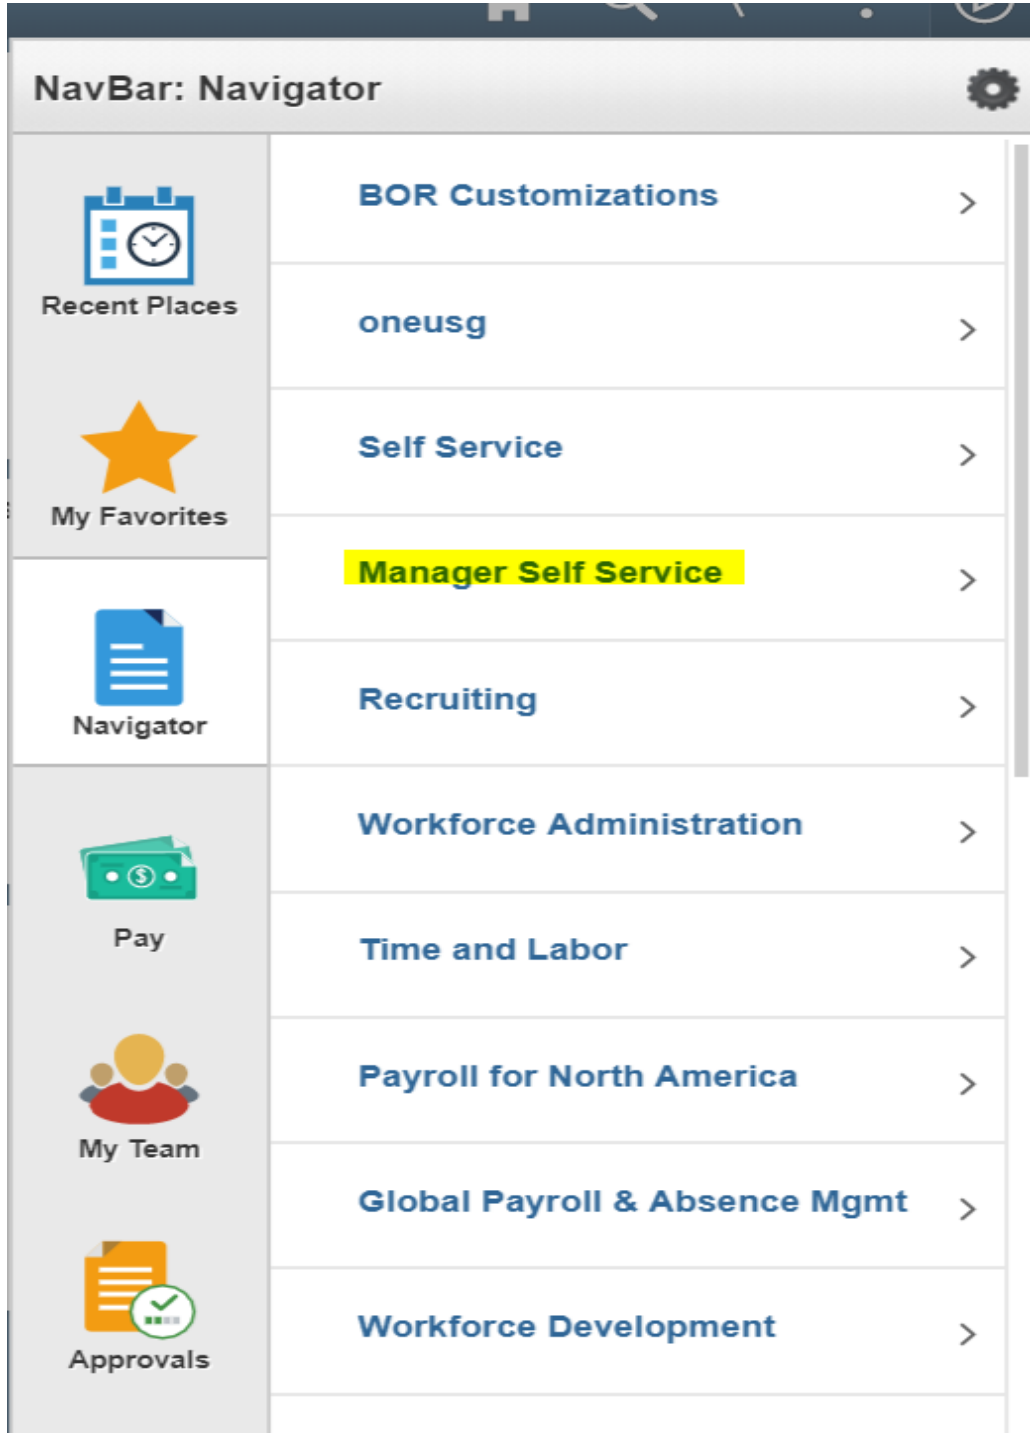 NavBar: Navigator
Recent Places
My Favorites
Navigator
Pay
My Team
Approvals
BOR Customizations
oneusg
Self Service
Manager Self Service
Recruiting
Workforce Administration
Time and Labor
Payroll for North America
Global Payroll & Absence Mgmt
Workforce Development